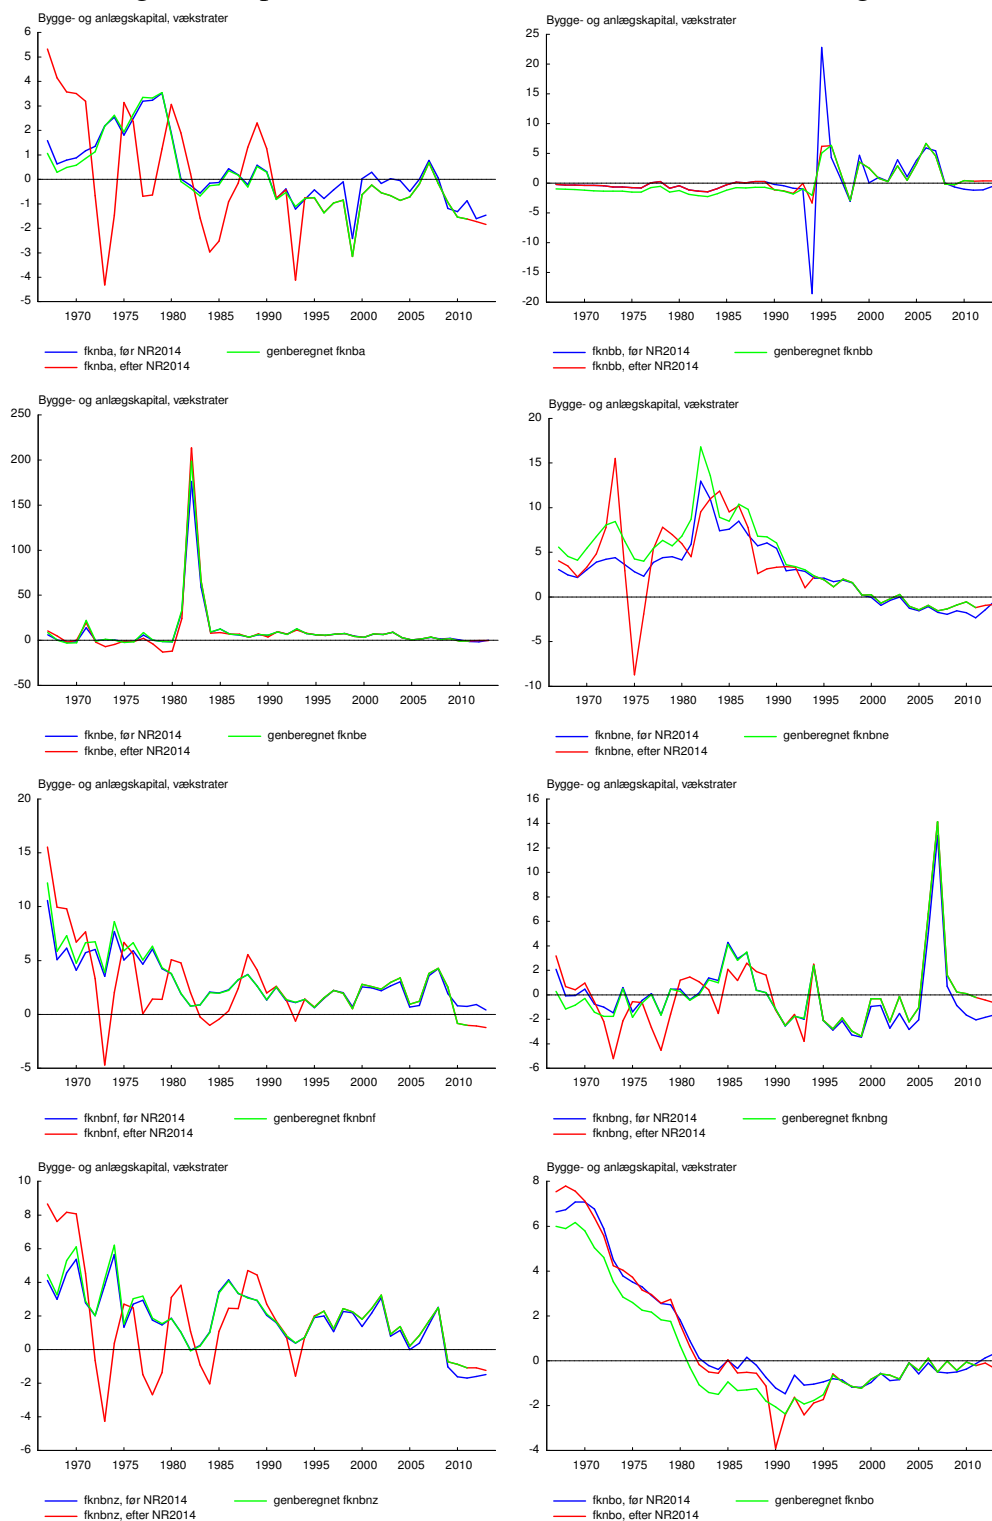 Bygge- og anlægskapital, vækstrater
6
5
4
3
2
1
0
-1
-2
-3
-4
-5
1970 1975 1980 1985 1990 1995 2000 2005 2010
fknba, før NR2014 genberegnet fknba
fknba, efter NR2014
Bygge- og anlægskapital, vækstrater
25
20
15
10
5
0
-5
-10
-15
-20
1970 1975 1980 1985 1990 1995 2000 2005 2010
fknbb, før NR2014 genberegnet fknbb
fknbb, efter NR2014
Bygge- og anlægskapital, vækstrater
250
200
150
100
50
0
-50
1970 1975 1980 1985 1990 1995 2000 2005 2010
fknbe, før NR2014 genberegnet fknbe
fknbe, efter NR2014
Bygge- og anlægskapital, vækstrater
20
15
10
5
0
-5
-10
1970 1975 1980 1985 1990 1995 2000 2005 2010
fknbne, før NR2014 genberegnet fknbne
fknbne, efter NR2014
Bygge- og anlægskapital, vækstrater
20
15
10
5
0
-5
1970 1975 1980 1985 1990 1995 2000 2005 2010
fknbnf, før NR2014 genberegnet fknbnf
fknbnf, efter NR2014
Bygge- og anlægskapital, vækstrater
16
14
12
10
8
6
4
2
0
-2
-4
-6
1970 1975 1980 1985 1990 1995 2000 2005 2010
fknbng, før NR2014 genberegnet fknbng
fknbng, efter NR2014
Bygge- og anlægskapital, vækstrater
10
8
6
4
2
0
-2
-4
-6
1970 1975 1980 1985 1990 1995 2000 2005 2010
fknbnz, før NR2014 genberegnet fknbnz
fknbnz, efter NR2014
Bygge- og anlægskapital, vækstrater
8
6
4
2
0
-2
-4
1970 1975 1980 1985 1990 1995 2000 2005 2010
fknbo, før NR2014 genberegnet fknbo
fknbo, efter NR2014